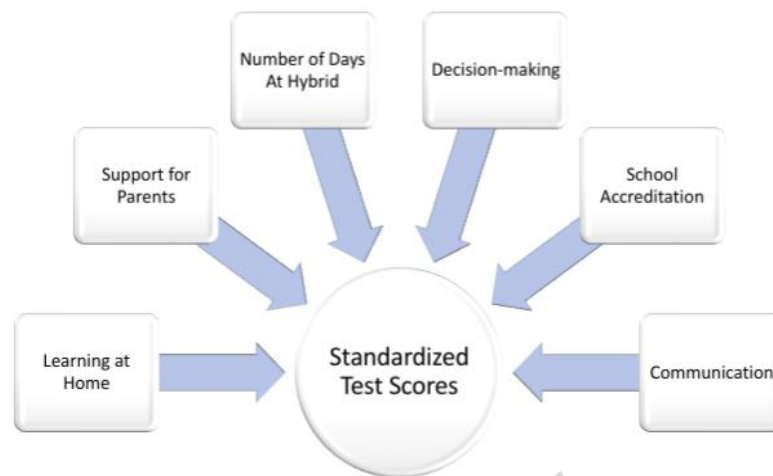 Number of Days
At Hybrid
Decision-making
Support for
Parents
School
Accreditation
Learning at
Home
Standardized
Test Scores
Communication